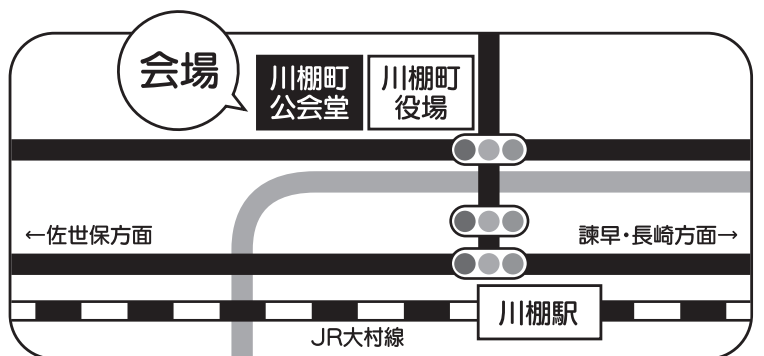 会場
川棚町
公会堂
川棚町
役場
←佐世保方面
諫早・長崎方面→
川棚駅
JR大村線